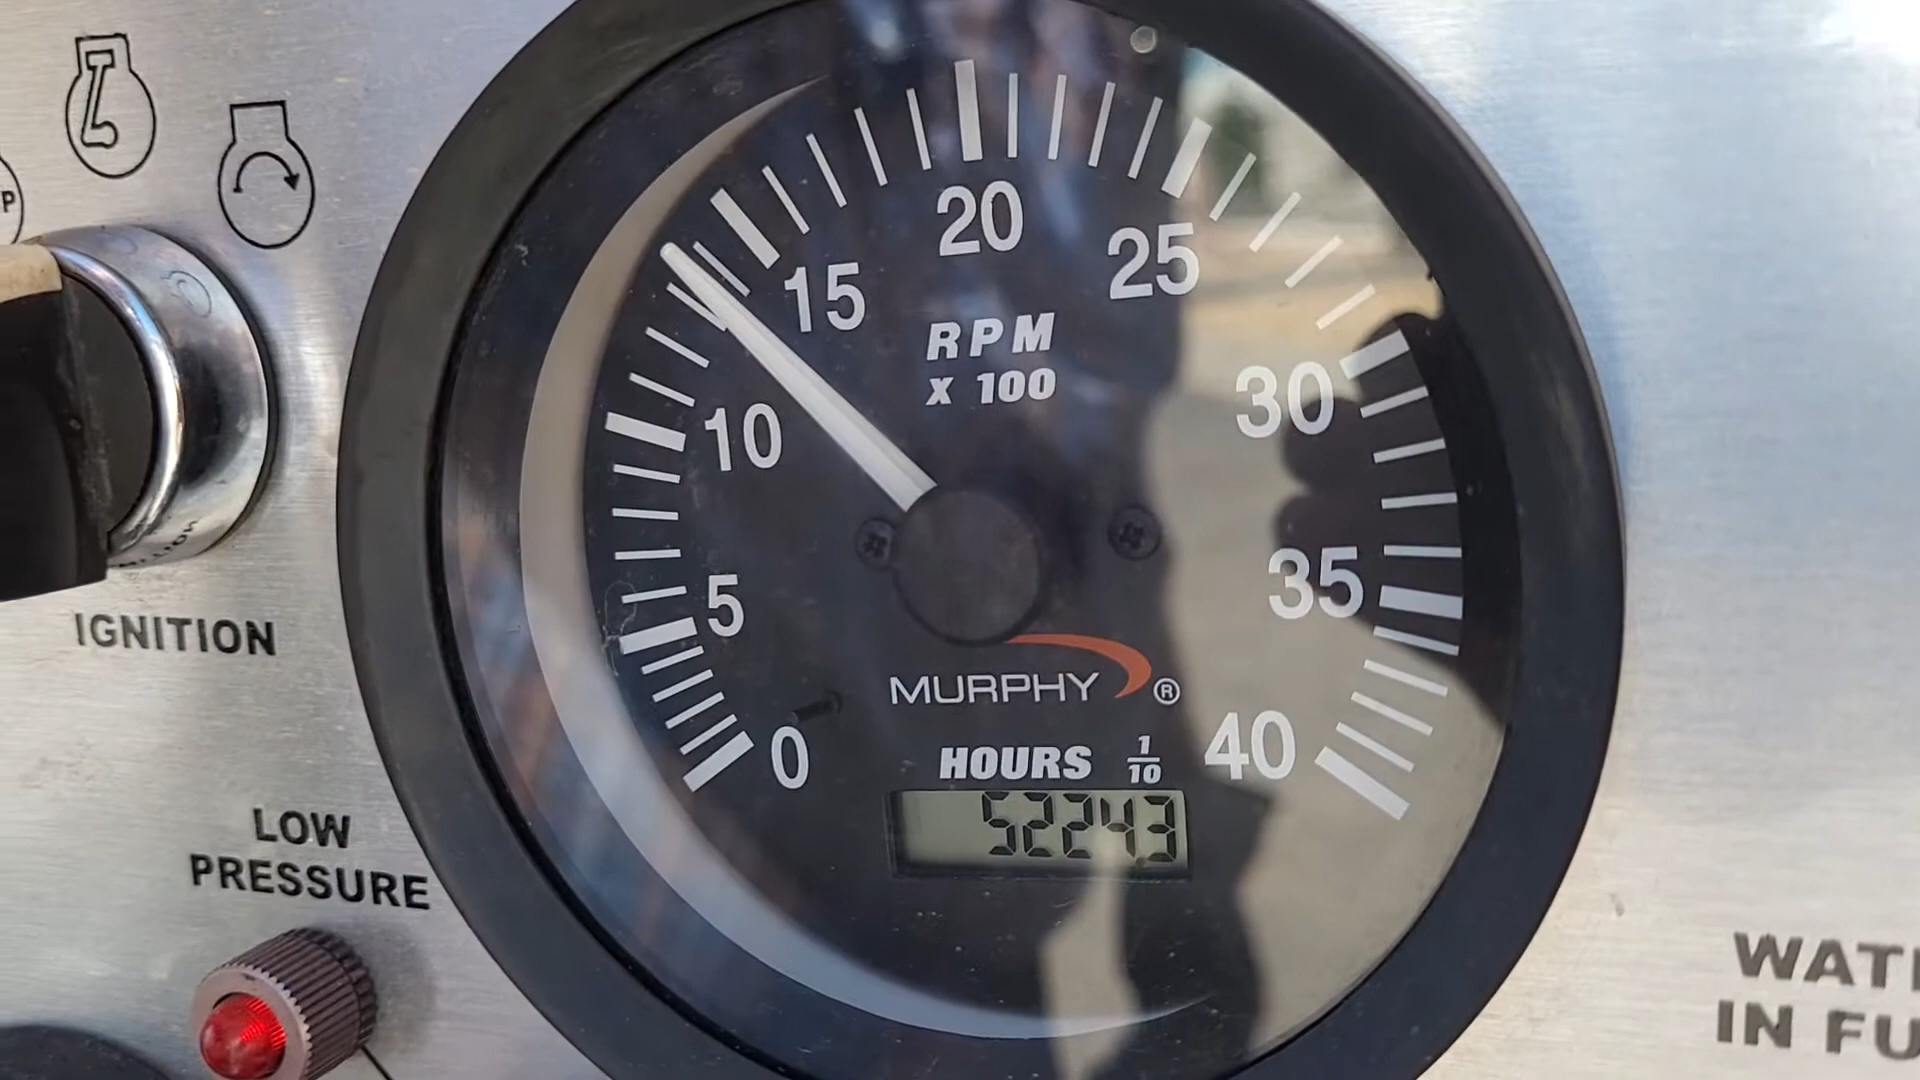 P
20
15
25
RPM
X 100
10
30
5
35
MURPHY ®
0
HOURS 1/10
40
52243
IGNITION
LOW
PRESSURE
WAT
IN FU